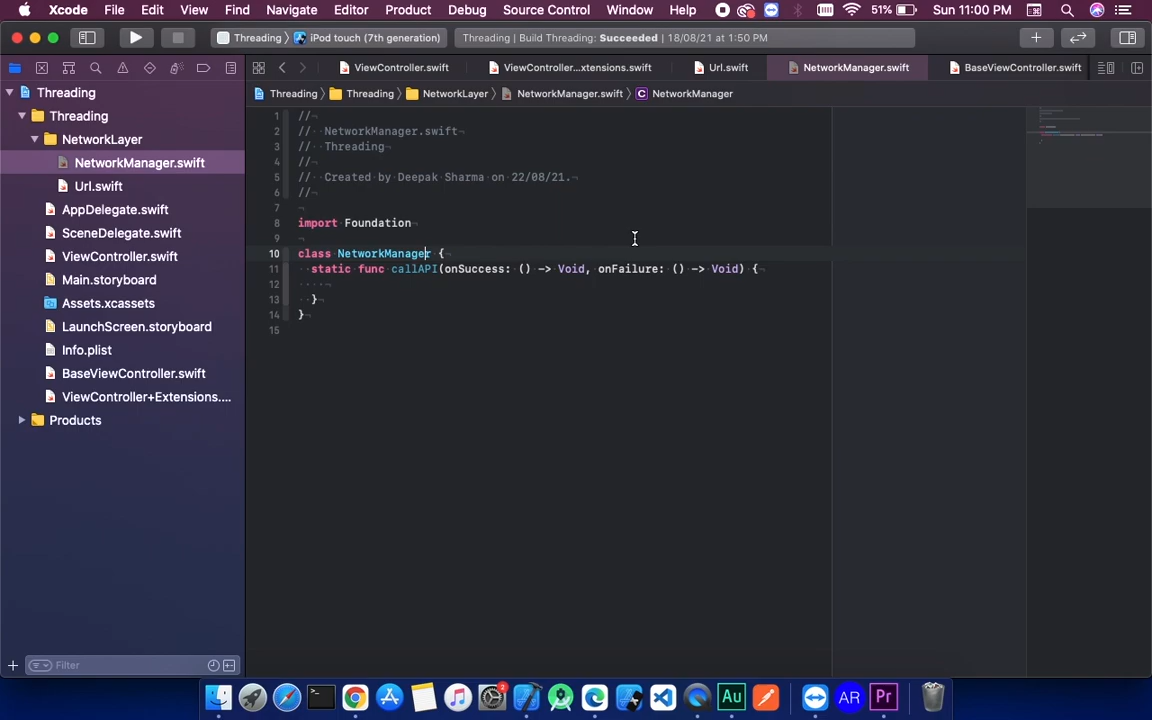 Xcode File Edit View Find Navigate Editor Product Debug Source Control Window Help 51% Sun 11:00 PM
Threading iPod touch (7th generation) Threading | Build Threading: Succeeded | 18/08/21 at 1:50 PM
ViewController.swift ViewController...xtensions.swift Url.swift NetworkManager.swift BaseViewController.swift
Threading Threading NetworkLayer NetworkManager.swift NetworkManager
Threading
Threading
NetworkLayer
NetworkManager.swift
Url.swift
AppDelegate.swift
SceneDelegate.swift
ViewController.swift
Main.storyboard
Assets.xcassets
LaunchScreen.storyboard
Info.plist
BaseViewController.swift
ViewController+Extensions....
Products
Filter
1 //
2 // NetworkManager.swift
3 // Threading
4 //
5 // Created by Deepak Sharma on 22/08/21.
6 //
7
8 import Foundation
9
10 class NetworkManager {
11 static func callAPI(onSuccess: () -> Void, onFailure: () -> Void) {
12
13 }
14 }
15
2
Au
AR
Pr